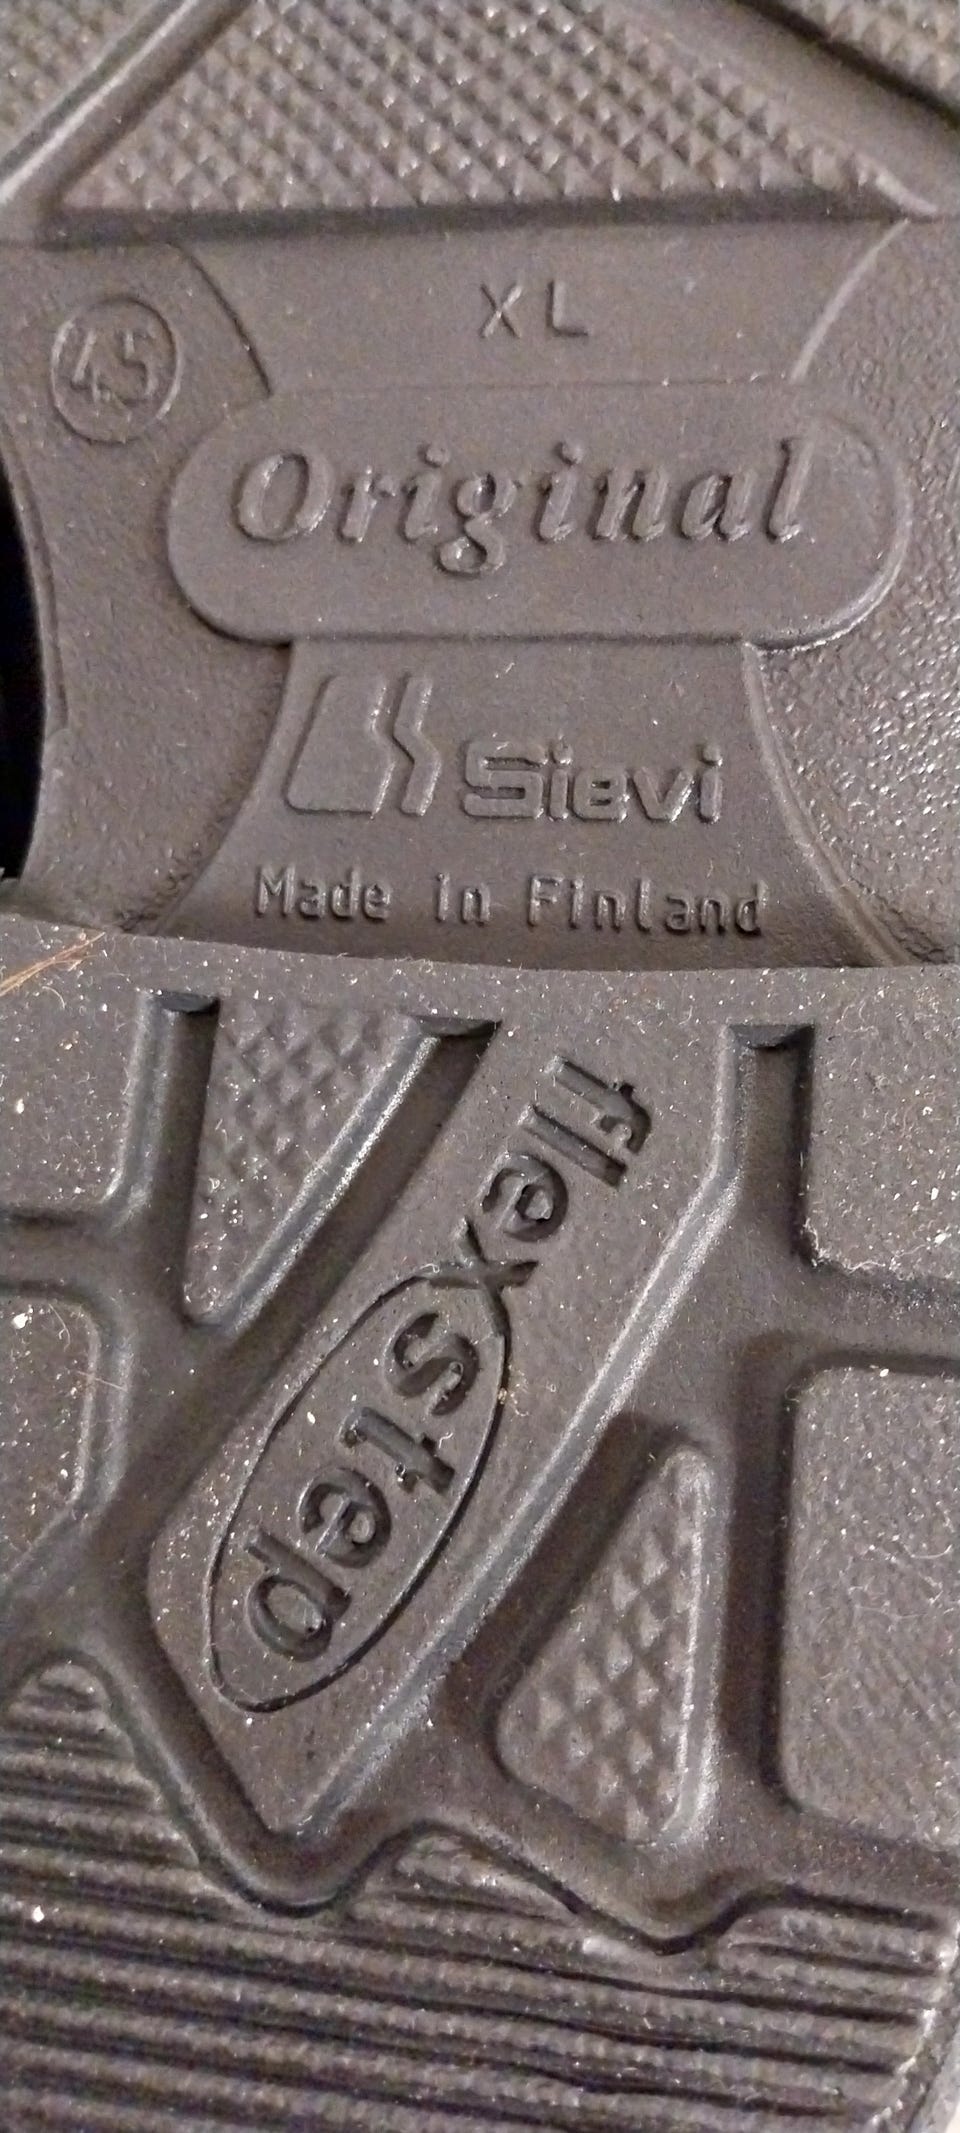 XL
45
Original
Sievi
Made in Finland
flexstep